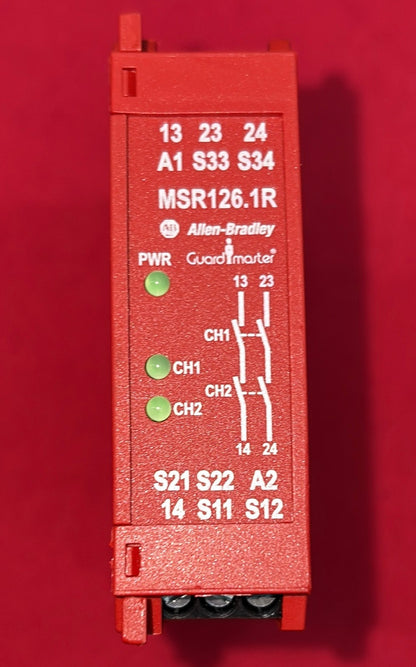 13 23 24
A1 S33 S34
MSR126.1R
AB Allen-Bradley
PWR Guardmaster
13 23
CH1
CH1
CH2
CH2
14 24
S21 S22 A2
14 S11 S12